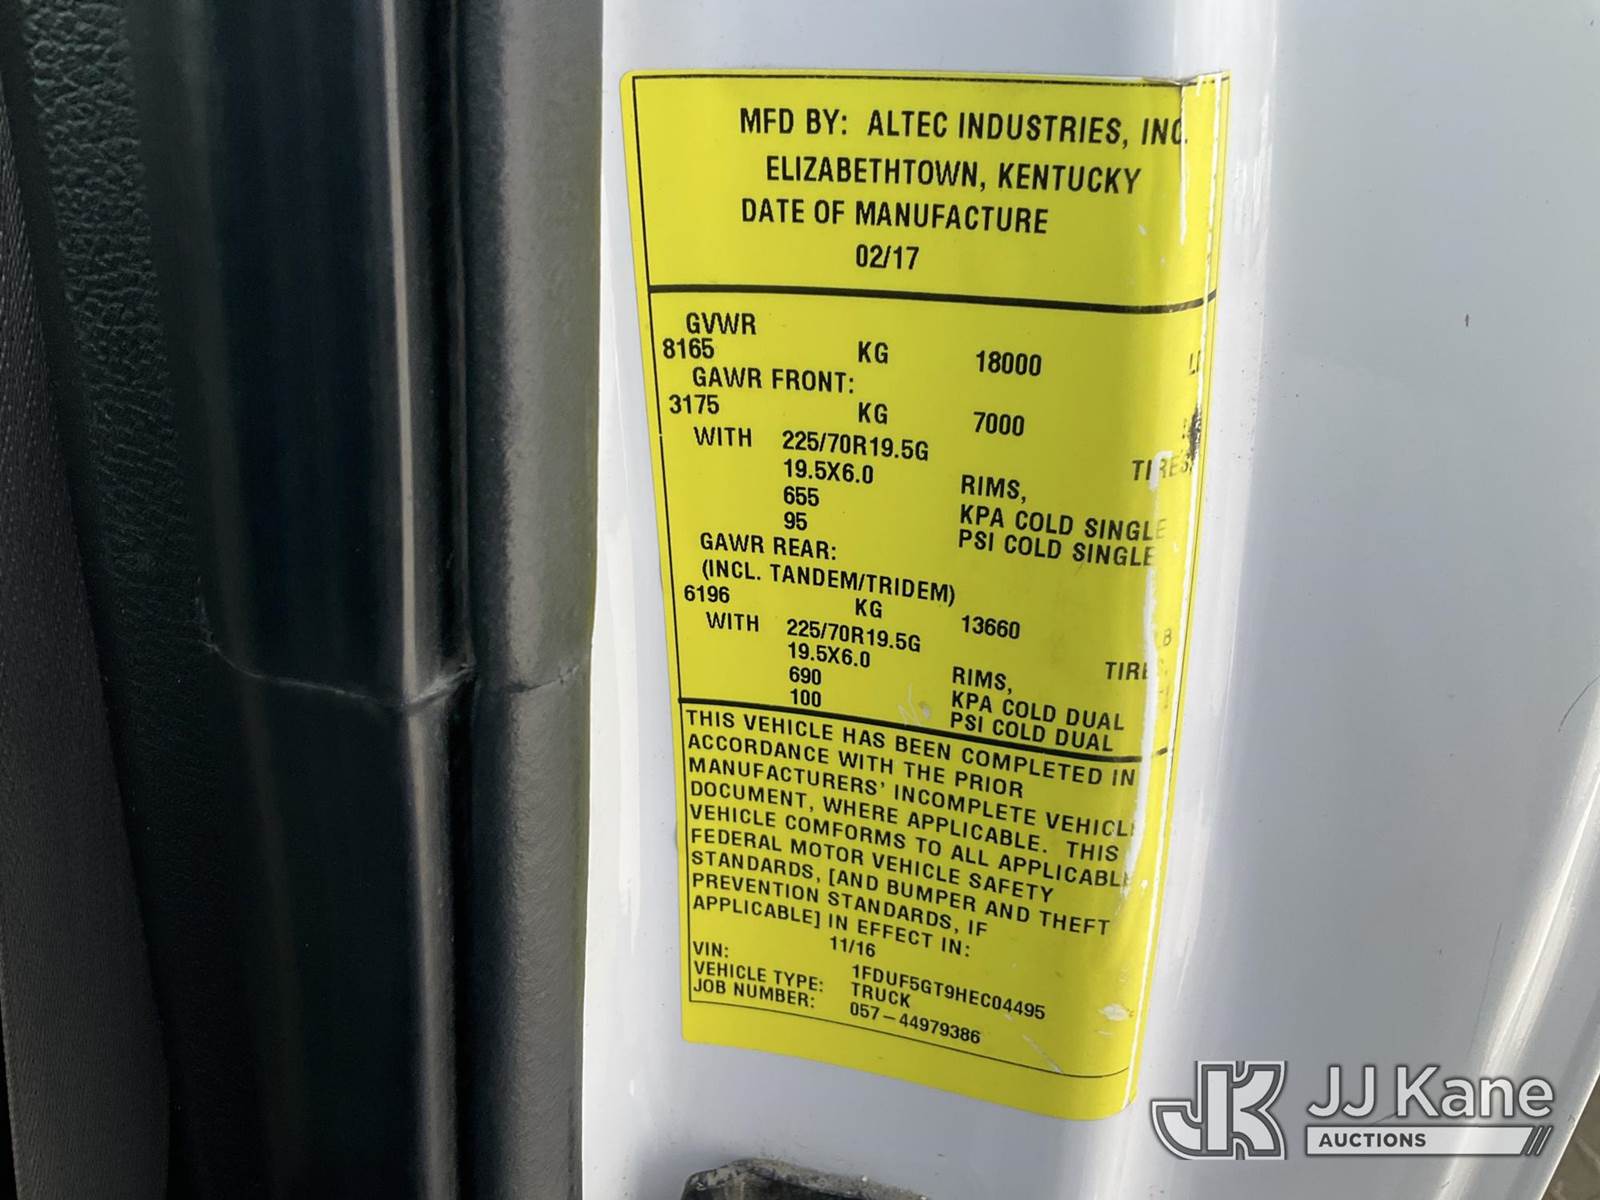 MFD BY: ALTEC INDUSTRIES, INC.
ELIZABETHTOWN, KENTUCKY
DATE OF MANUFACTURE
02/17
GVWR
8165 KG 18000
GAWR FRONT:
3175 KG 7000
WITH 225/70R19.5G TIRES,
19.5X6.0 RIMS,
655 KPA COLD SINGLE
95 PSI COLD SINGLE
GAWR REAR:
(INCL. TANDEM/TRIDEM)
6196 KG 13660
WITH 225/70R19.5G
19.5X6.0 RIMS,
690 KPA COLD DUAL
100 PSI COLD DUAL
THIS VEHICLE HAS BEEN COMPLETED IN
ACCORDANCE WITH THE PRIOR
MANUFACTURERS' INCOMPLETE VEHICLE
DOCUMENT, WHERE APPLICABLE. THIS
VEHICLE COMFORMS TO ALL APPLICABLE
FEDERAL MOTOR VEHICLE SAFETY
STANDARDS, [AND BUMPER AND THEFT
PREVENTION STANDARDS, IF
APPLICABLE] IN EFFECT IN:
11/16
VIN: 1FDUF5GT9HEC04495
VEHICLE TYPE: TRUCK
JOB NUMBER: 057-44979386
JK JJ Kane
AUCTIONS